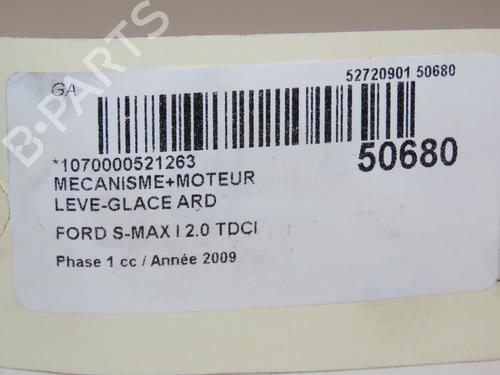 GA
52720901 50680
*1070000521263
50680
MECANISME+MOTEUR
LEVE-GLACE ARD
FORD S-MAX I 2.0 TDCI
Phase 1 cc / Année 2009
B-PARTS